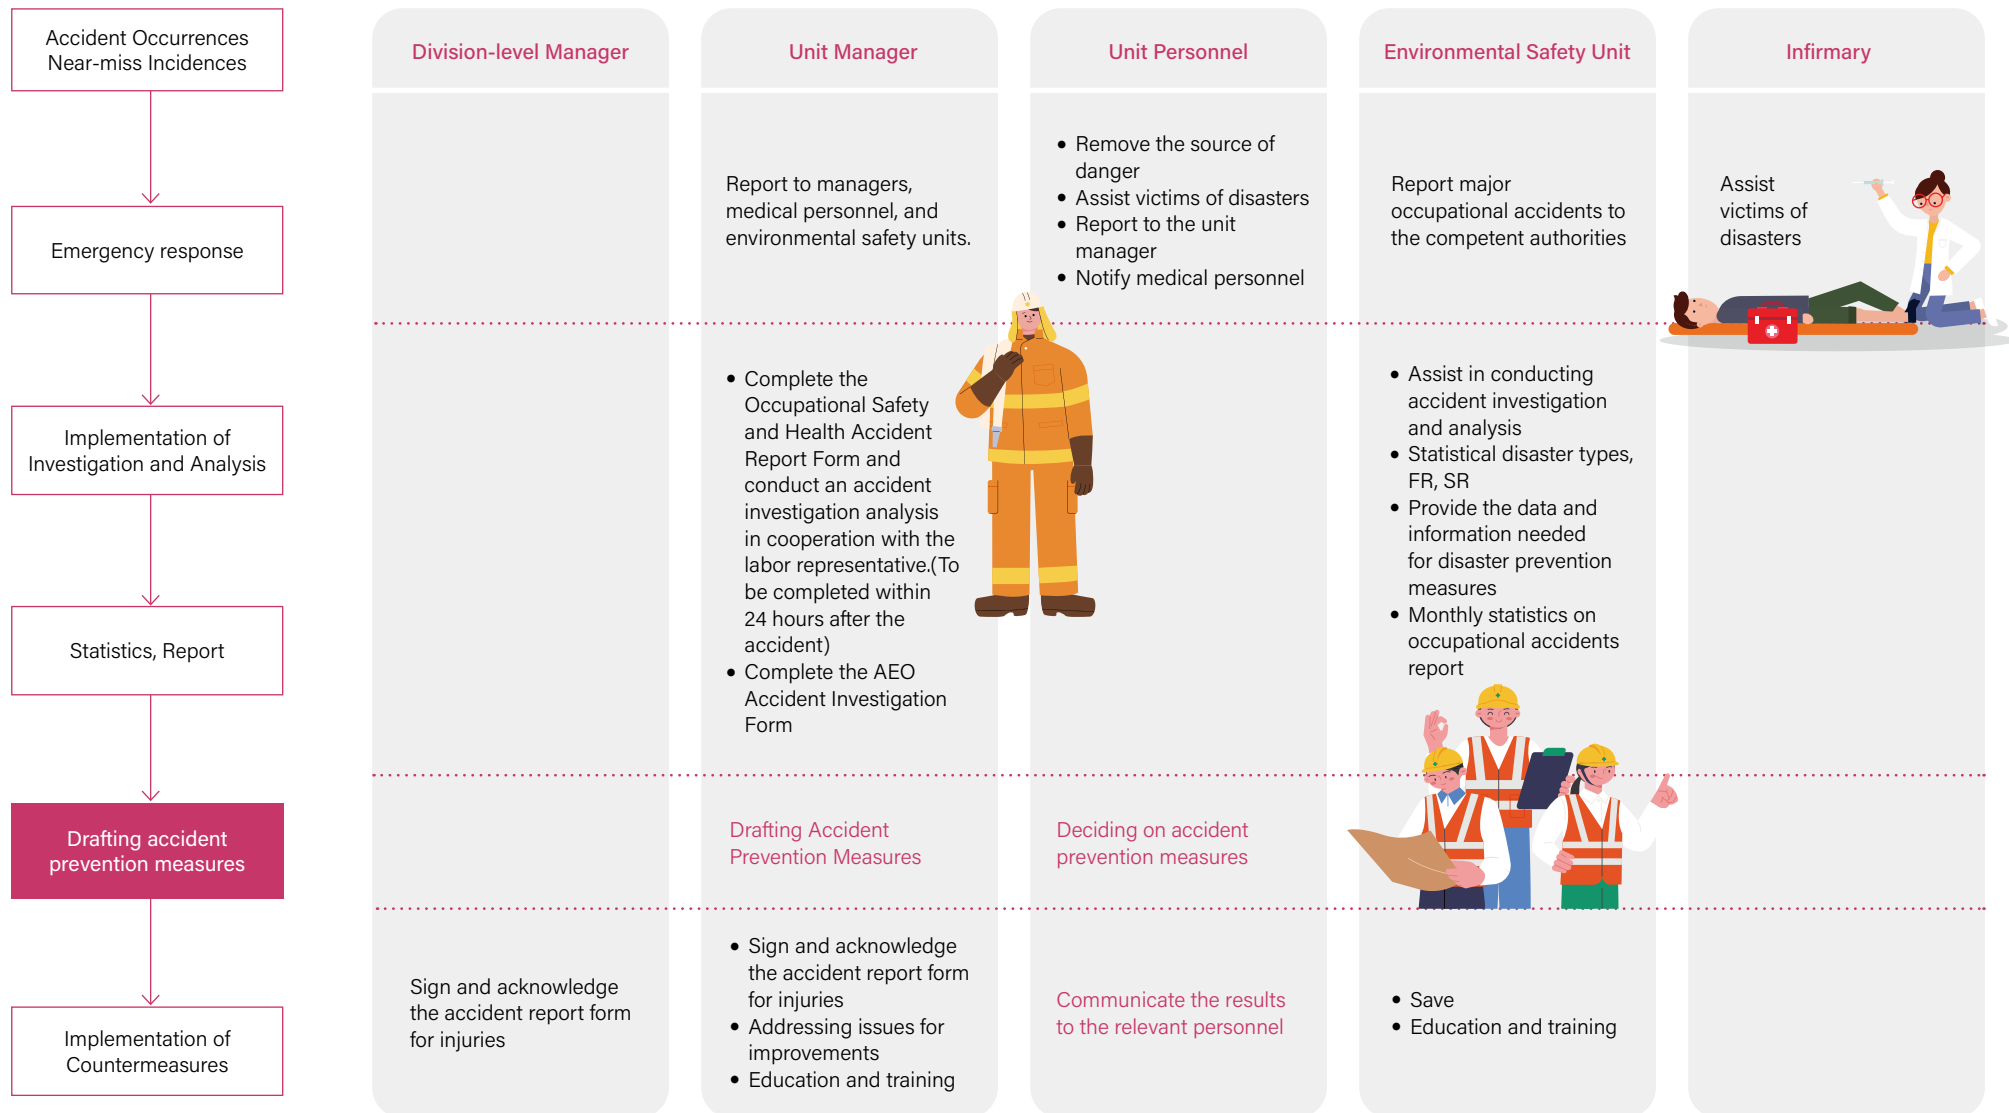 Accident Occurrences
Near-miss Incidences
Emergency response
Implementation of
Investigation and Analysis
Statistics, Report
Drafting accident
prevention measures
Implementation of
Countermeasures
Division-level Manager
Sign and acknowledge
the accident report form
for injuries
Unit Manager
Report to managers,
medical personnel, and
environmental safety units.
• Complete the
Occupational Safety
and Health Accident
Report Form and
conduct an accident
investigation analysis
in cooperation with the
labor representative.(To
be completed within
24 hours after the
accident)
• Complete the AEO
Accident Investigation
Form
Drafting Accident
Prevention Measures
• Sign and acknowledge
the accident report form
for injuries
• Addressing issues for
improvements
• Education and training
Unit Personnel
• Remove the source of
danger
• Assist victims of disasters
• Report to the unit
manager
• Notify medical personnel
Deciding on accident
prevention measures
Communicate the results
to the relevant personnel
Environmental Safety Unit
Report major
occupational accidents to
the competent authorities
• Assist in conducting
accident investigation
and analysis
• Statistical disaster types,
FR, SR
• Provide the data and
information needed
for disaster prevention
measures
• Monthly statistics on
occupational accidents
report
• Save
• Education and training
Infirmary
Assist
victims of
disasters